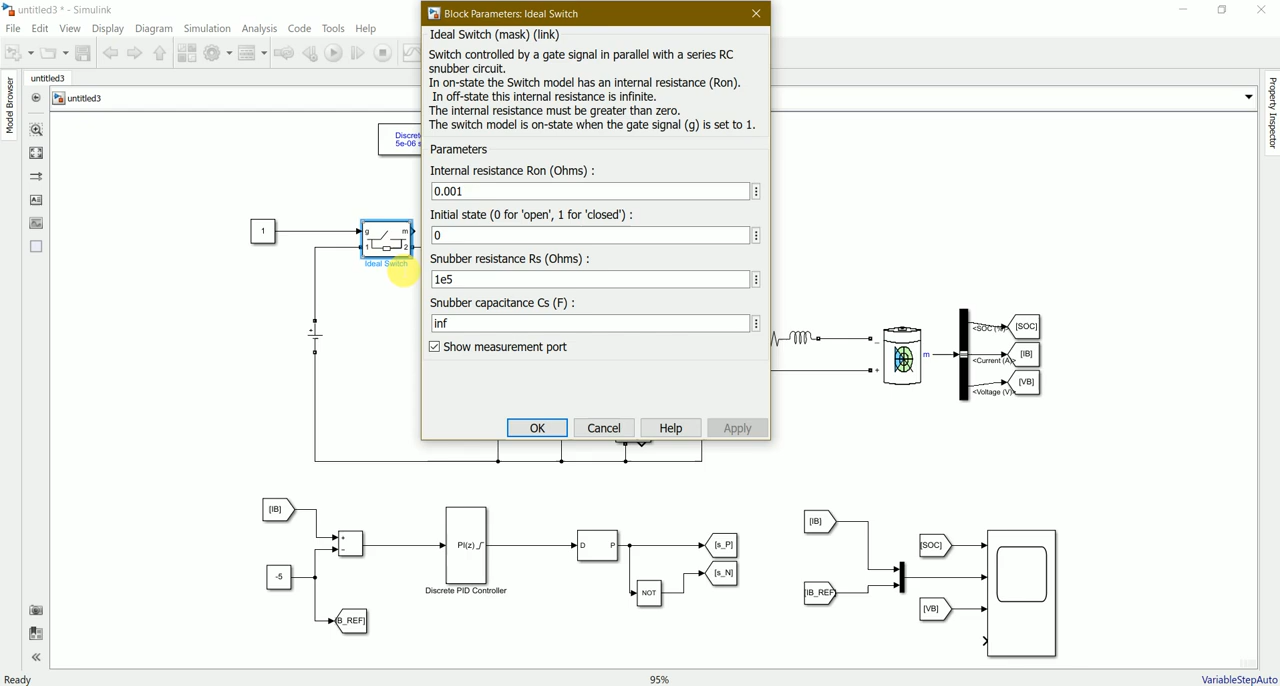 untitled3 * - Simulink
File Edit View Display Diagram Simulation Analysis Code Tools Help
untitled3
untitled3
Model Browser
Property Inspector
Discrete
5e-06 s
1
g m
1 2
Ideal Switch
Block Parameters: Ideal Switch
Ideal Switch (mask) (link)
Switch controlled by a gate signal in parallel with a series RC
snubber circuit.
In on-state the Switch model has an internal resistance (Ron).
In off-state this internal resistance is infinite.
The internal resistance must be greater than zero.
The switch model is on-state when the gate signal (g) is set to 1.
Parameters
Internal resistance Ron (Ohms) :
0.001
Initial state (0 for 'open', 1 for 'closed') :
0
Snubber resistance Rs (Ohms) :
1e5
Snubber capacitance Cs (F) :
inf
Show measurement port
OK Cancel Help Apply
+
−
+
m
<SOC (%)>
[SOC]
<Current (A)>
[IB]
<Voltage (V)>
[VB]
[IB]
+
−
-5
B_REF]
PI(z)
Discrete PID Controller
D P
NOT
[s_P]
[s_N]
[IB]
[IB_REF
[SOC]
[VB]
Ready
95%
VariableStepAuto